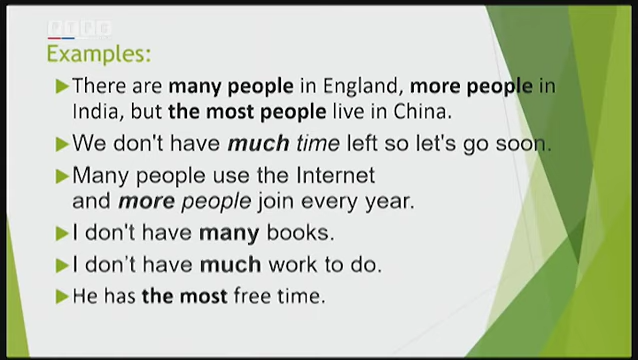 Examples:
There are many people in England, more people in
India, but the most people live in China.
We don't have much time left so let's go soon.
Many people use the Internet
and more people join every year.
I don't have many books.
I don't have much work to do.
He has the most free time.